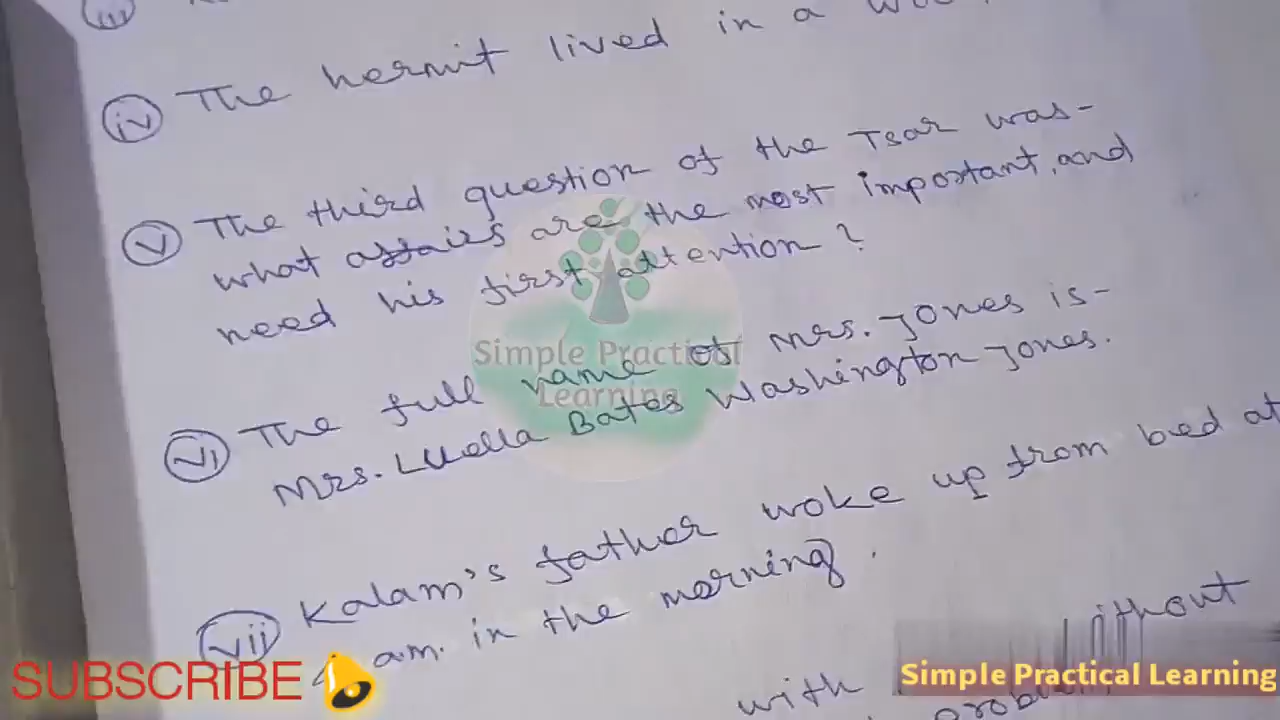 iii
iv The hermit lived in a
v The third question of the Tsar was-
what affairs are the most important, and
need his first attention?
vi The full name of Mrs. Jones is-
Mrs. Luella Bates Washington Jones.
vii Kalam's father woke up from bed at
4 a.m. in the morning.
with without
Simple Practical
Learning
SUBSCRIBE
Simple Practical Learning